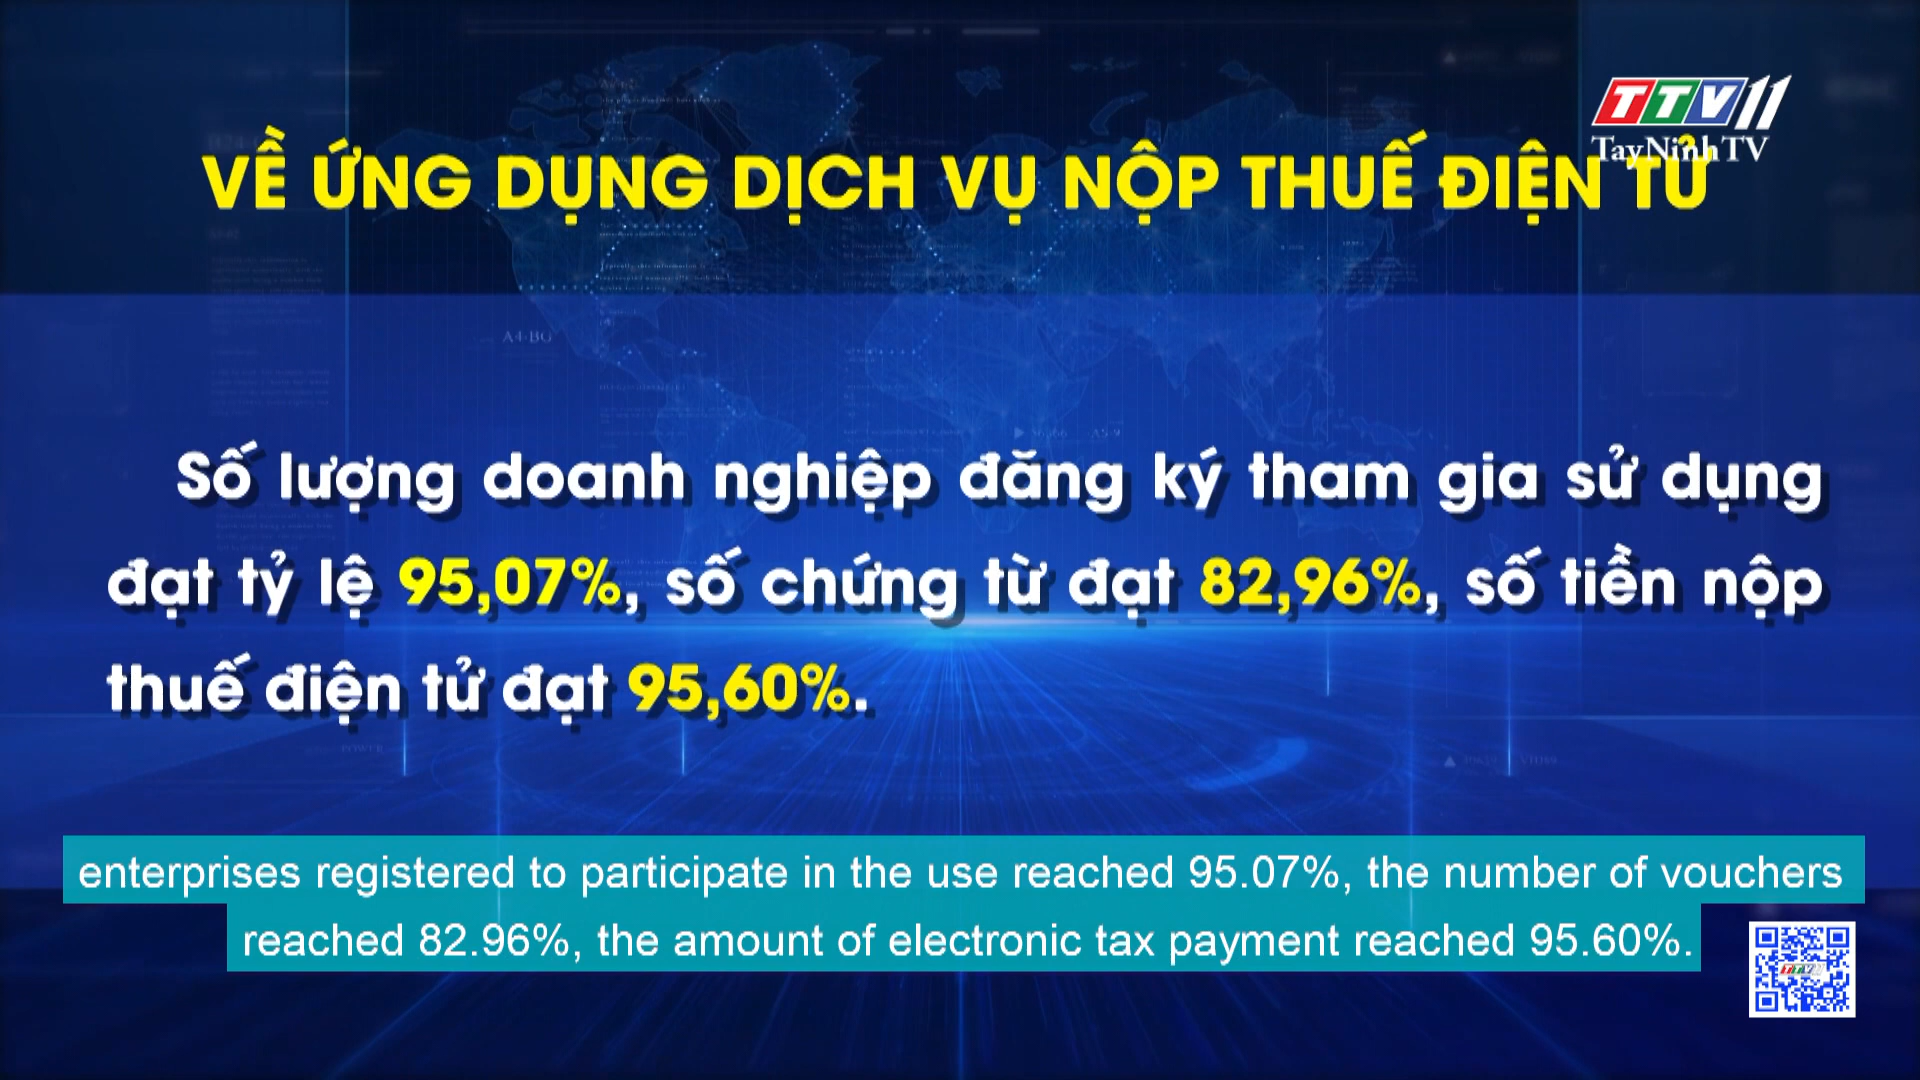 TTV11
TayNinhTV
VỀ ỨNG DỤNG DỊCH VỤ NỘP THUẾ ĐIỆN TỬ
A4-BG
Số lượng doanh nghiệp đăng ký tham gia sử dụng
đạt tỷ lệ 95,07%, số chứng từ đạt 82,96%, số tiền nộp
thuế điện tử đạt 95,60%.
enterprises registered to participate in the use reached 95.07%, the number of vouchers
reached 82.96%, the amount of electronic tax payment reached 95.60%.